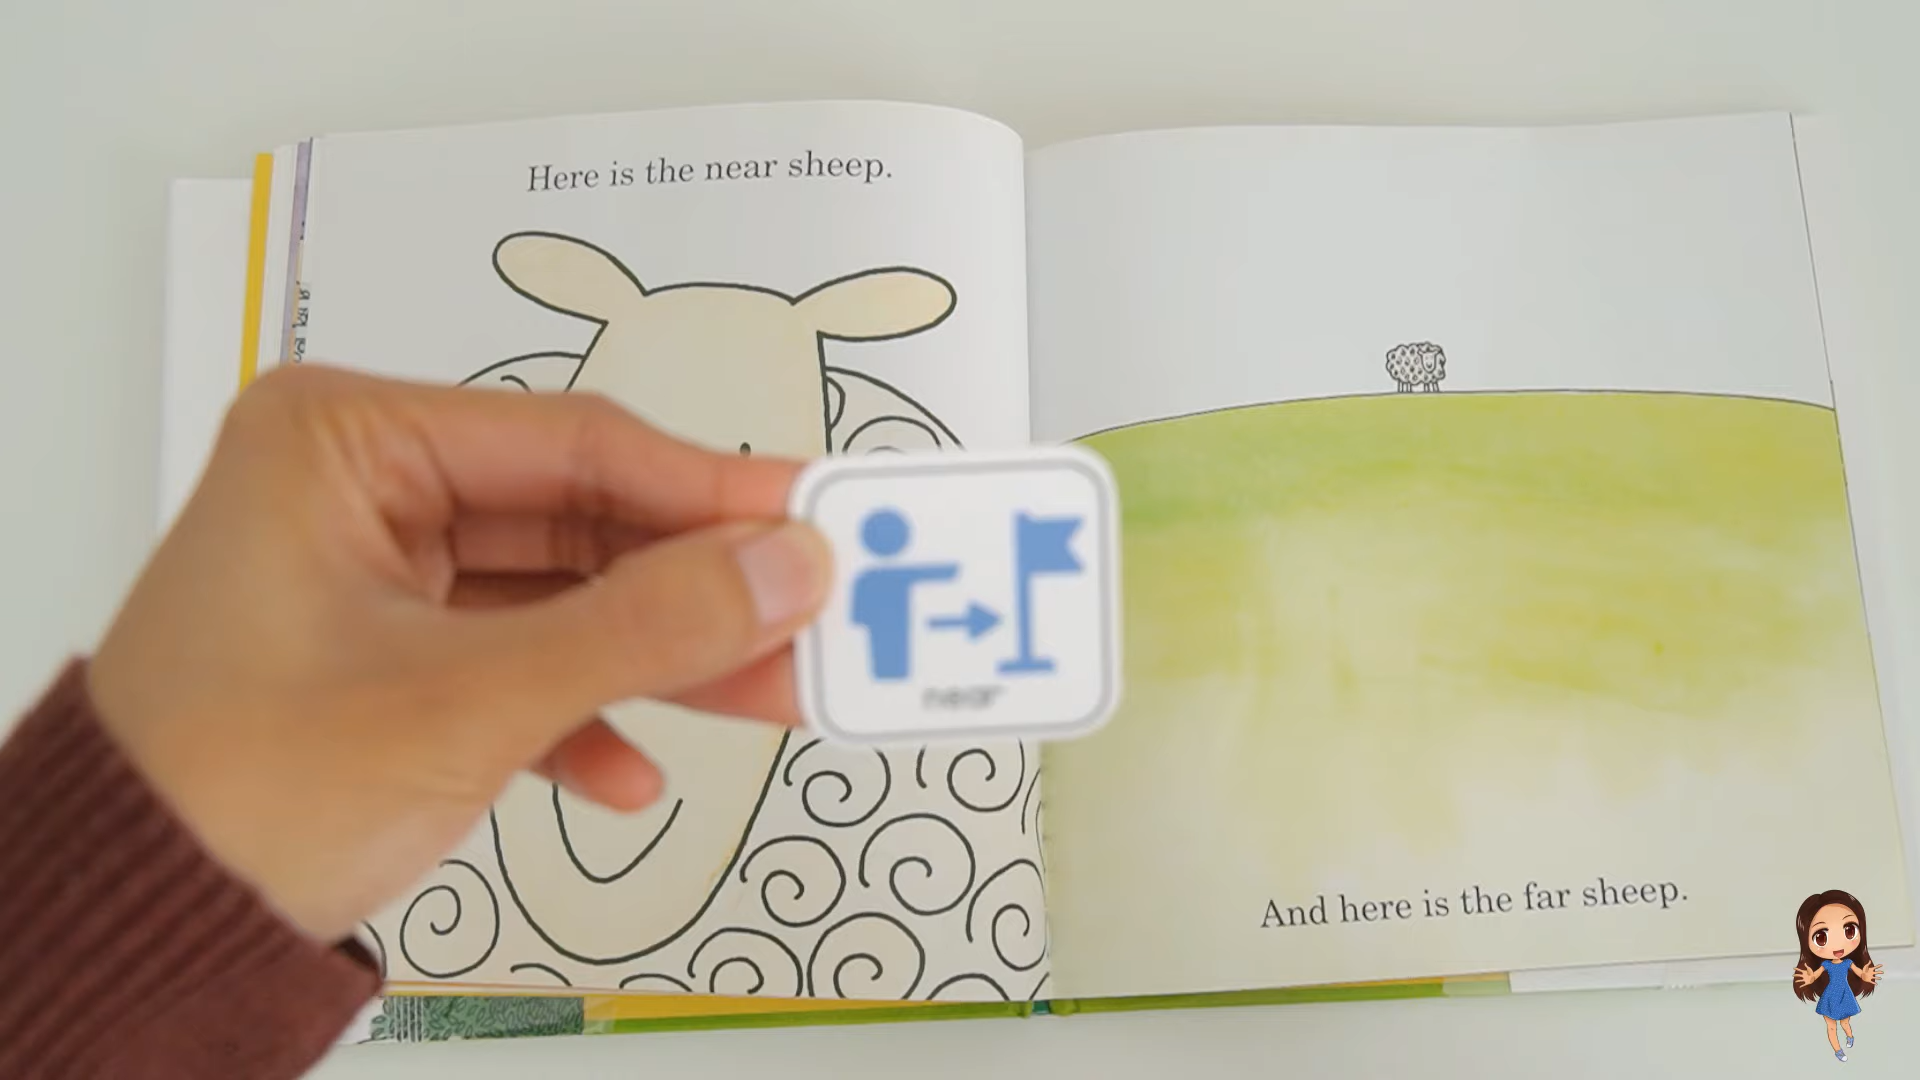 Here is the near sheep.
near
And here is the far sheep.